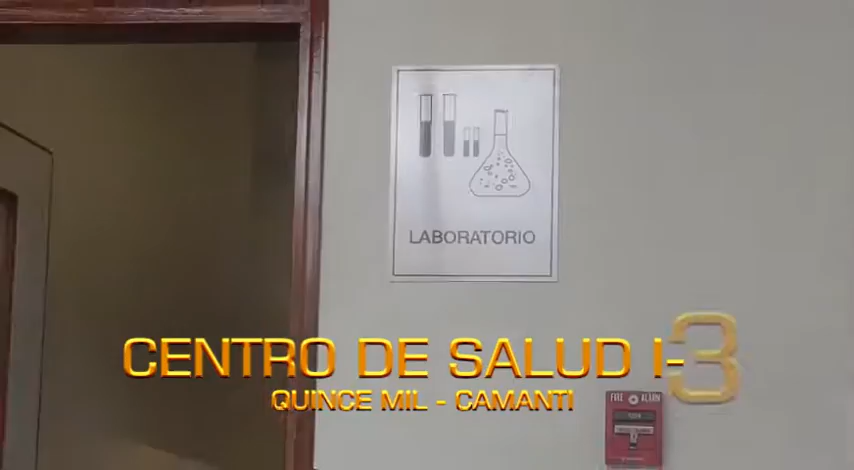 LABORATORIO
CENTRO DE SALUD I-3
QUINCE MIL - CAMANTI
FIRE ALARM